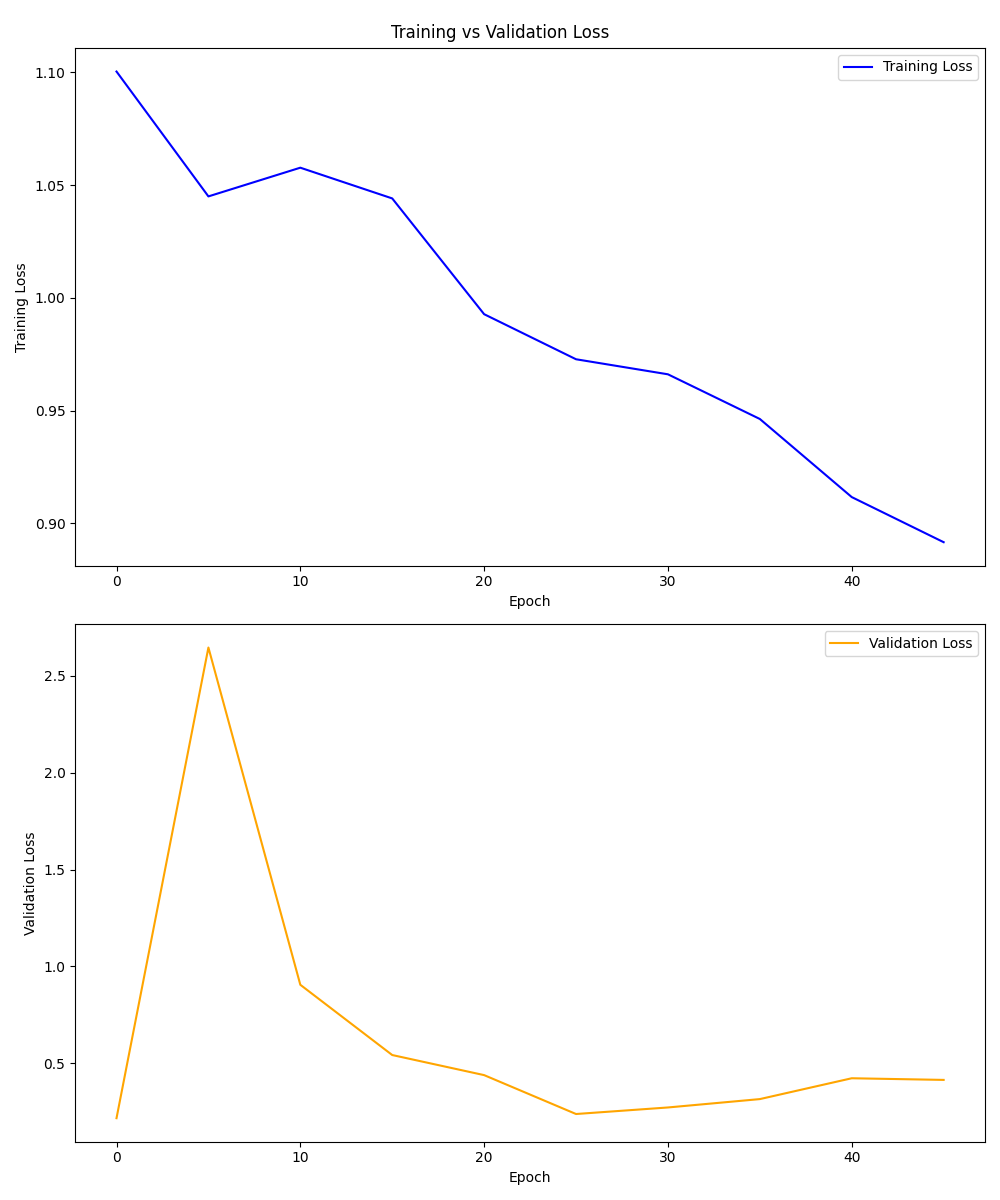 Training vs Validation Loss
Training Loss
1.10
1.05
1.00
0.95
0.90
Training Loss
0 10 20 30 40
Epoch
Validation Loss
2.5
2.0
1.5
1.0
0.5
Validation Loss
0 10 20 30 40
Epoch